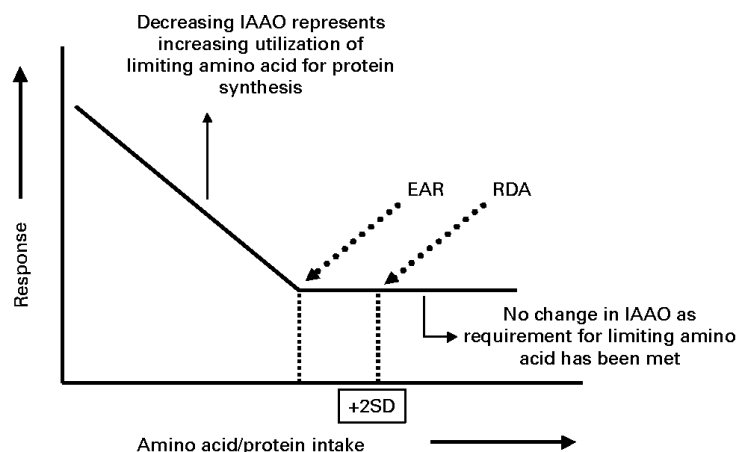 Decreasing IAAO represents
increasing utilization of
limiting amino acid for protein
synthesis
EAR
RDA
Response
No change in IAAO as
requirement for limiting amino
acid has been met
+2SD
Amino acid/protein intake